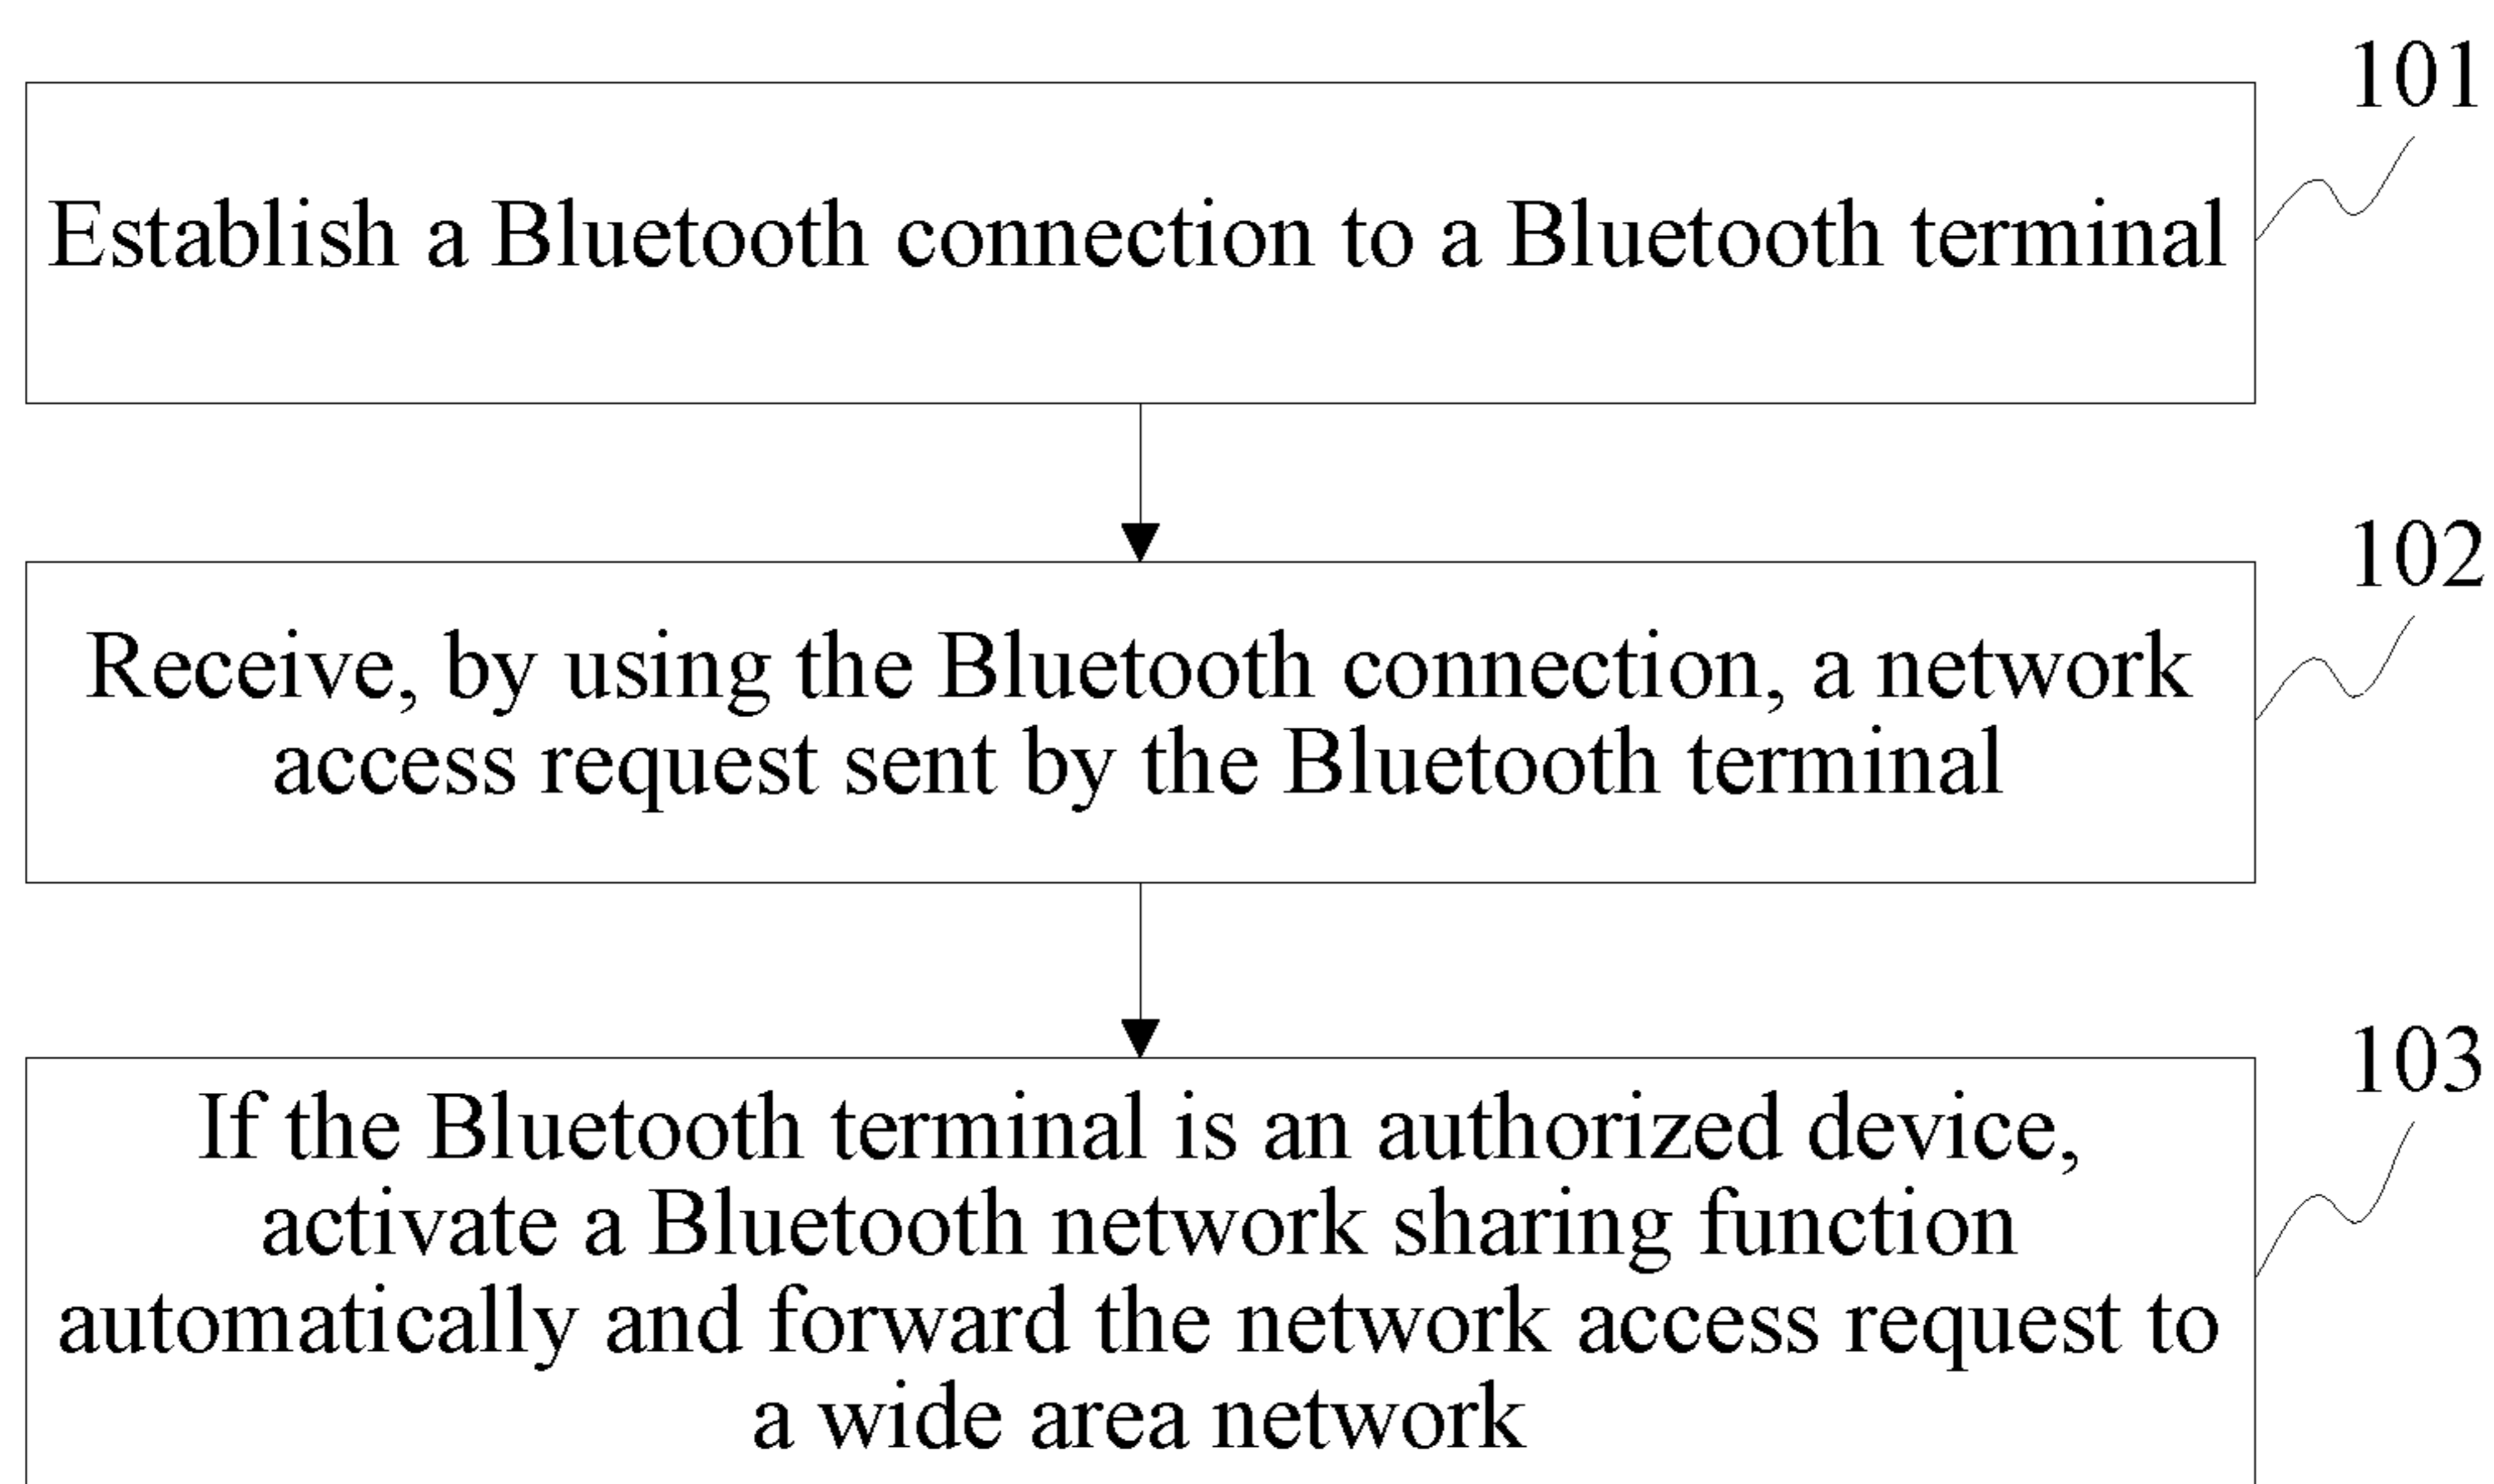 101
Establish a Bluetooth connection to a Bluetooth terminal
102
Receive, by using the Bluetooth connection, a network
access request sent by the Bluetooth terminal
103
If the Bluetooth terminal is an authorized device,
activate a Bluetooth network sharing function
automatically and forward the network access request to
a wide area network